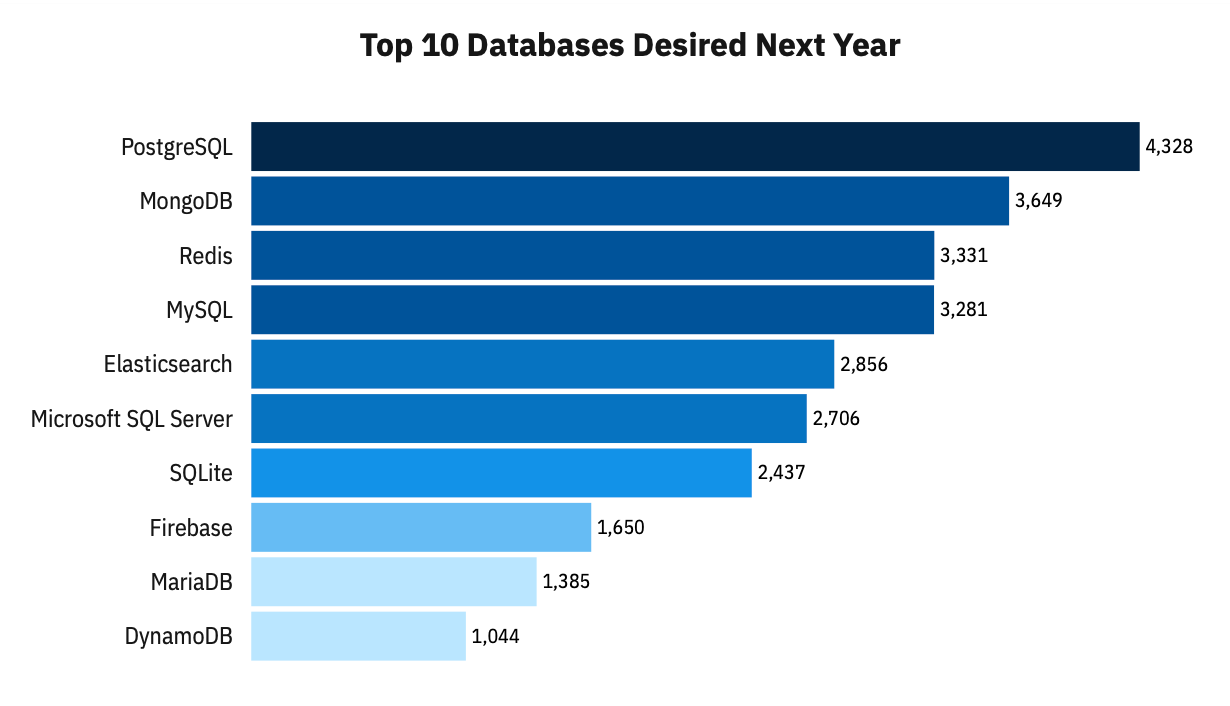 Top 10 Databases Desired Next Year
PostgreSQL 4,328
MongoDB 3,649
Redis 3,331
MySQL 3,281
Elasticsearch 2,856
Microsoft SQL Server 2,706
SQLite 2,437
Firebase 1,650
MariaDB 1,385
DynamoDB 1,044